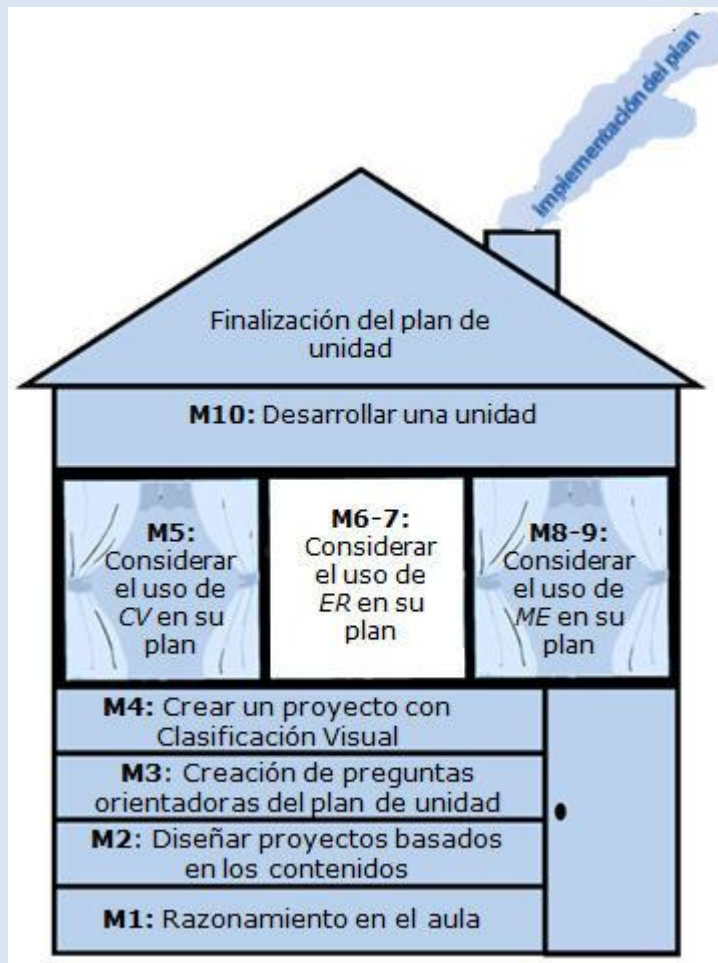 Implementación del plan
Finalización del plan de
unidad
M10: Desarrollar una unidad
M5:
Considerar
el uso de
CV en su
plan
M6-7:
Considerar
el uso de
ER en su
plan
M8-9:
Considerar
el uso de
ME en su
plan
M4: Crear un proyecto con
Clasificación Visual
M3: Creación de preguntas
orientadoras del plan de unidad
M2: Diseñar proyectos basados
en los contenidos
M1: Razonamiento en el aula